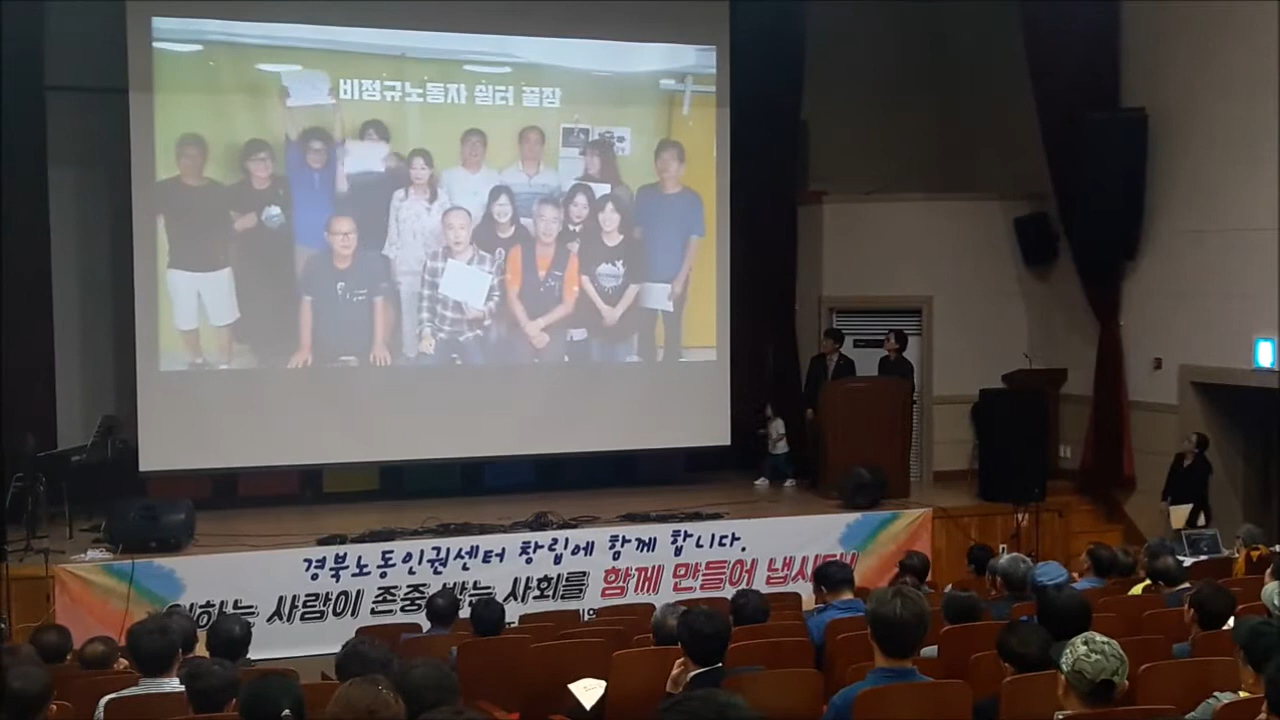 비정규노동자 쉼터 꿀잠
경북노동인권센터 창립에 함께 합니다.
사람이 존중 받는 사회를 함께 만들어 냅시다!